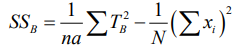 $SS_B = \frac{1}{na} \sum T_B^2 - \frac{1}{N} \left( \sum x_i \right)^2$